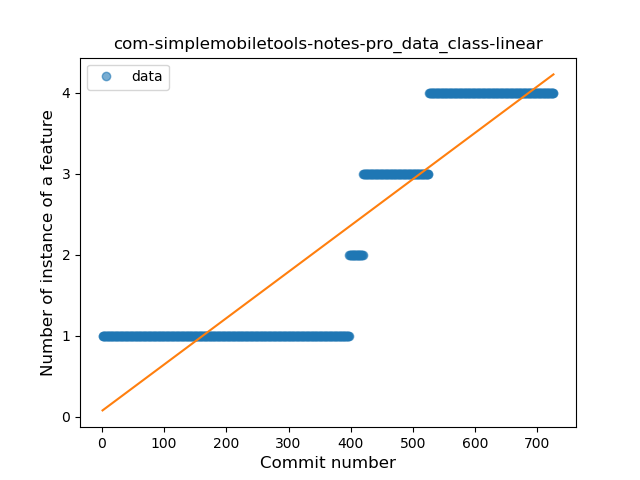 com-simplemobiletools-notes-pro_data_class-linear
data
Number of instance of a feature
4
3
2
1
0
0 100 200 300 400 500 600 700
Commit number